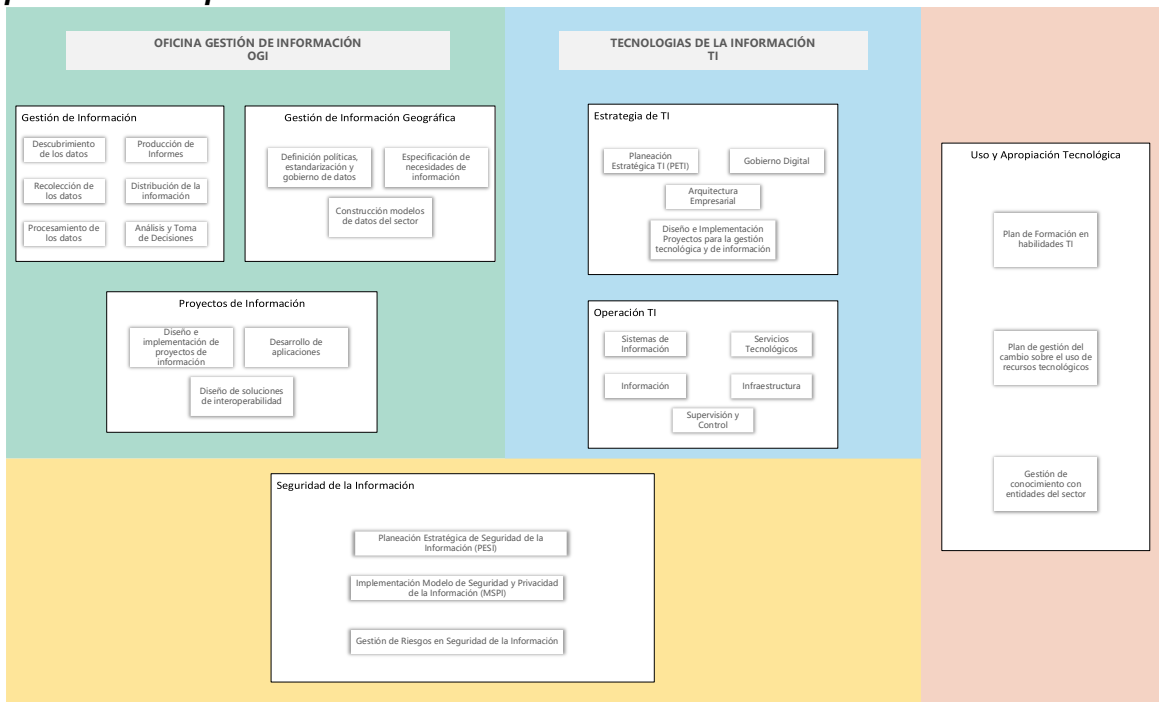 OFICINA GESTIÓN DE INFORMACIÓN
OGI
TECNOLOGIAS DE LA INFORMACIÓN
TI
Gestión de Información
Descubrimiento
de los datos
Producción de
Informes
Recolección de
los datos
Distribución de la
información
Procesamiento de
los datos
Análisis y Toma
de Decisiones
Gestión de Información Geográfica
Definición políticas,
estandarización y
gobierno de datos
Especificación de
necesidades de
información
Construcción modelos
de datos del sector
Proyectos de Información
Diseño e
implementación de
proyectos de
información
Desarrollo de
aplicaciones
Diseño de soluciones
de interoperabilidad
Estrategia de TI
Planeación
Estratégica TI (PETI)
Gobierno Digital
Arquitectura
Empresarial
Diseño e Implementación
Proyectos para la gestión
tecnológica y de información
Operación TI
Sistemas de
Información
Servicios
Tecnológicos
Información
Infraestructura
Supervisión y
Control
Uso y Apropiación Tecnológica
Plan de Formación en
habilidades TI
Plan de gestión del
cambio sobre el uso de
recursos tecnológicos
Gestión de
conocimiento con
entidades del sector
Seguridad de la Información
Planeación Estratégica de Seguridad de la
Información (PESI)
Implementación Modelo de Seguridad y Privacidad
de la Información (MSPI)
Gestión de Riesgos en Seguridad de la Información